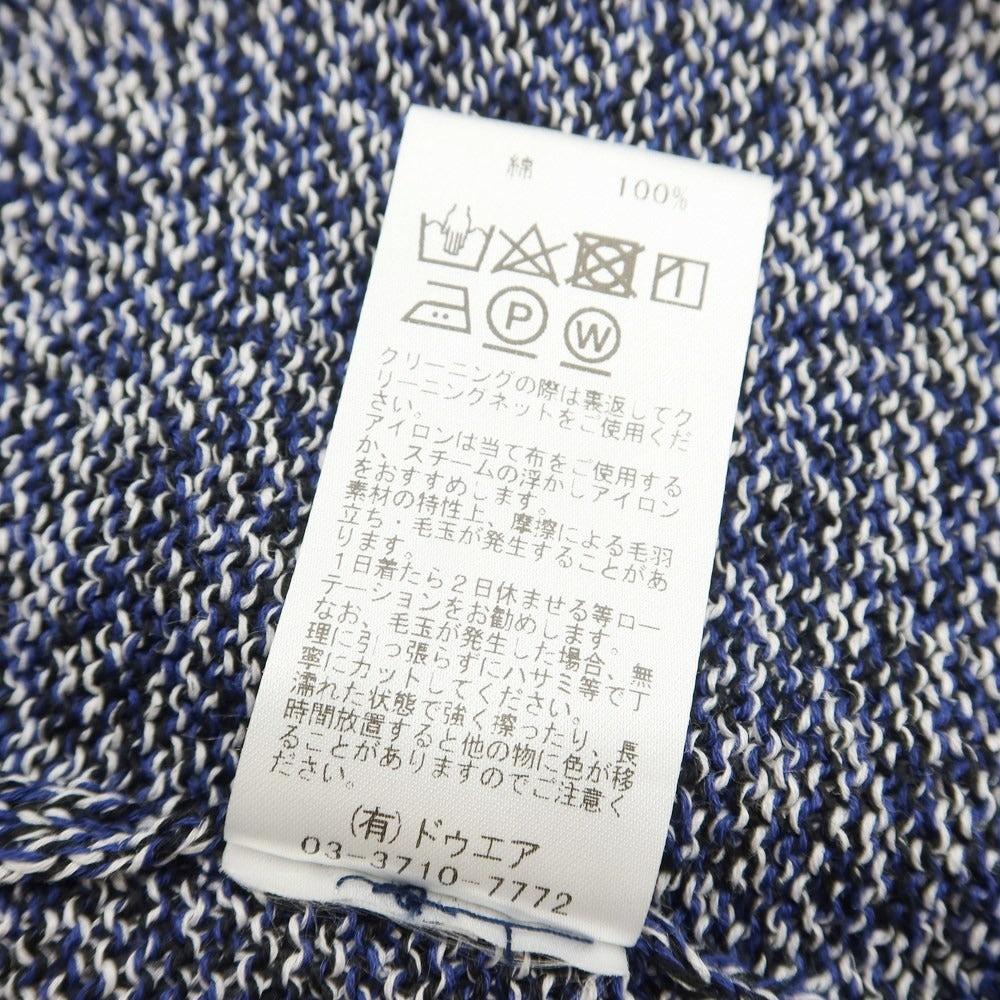 綿 100%
P W
クリーニングの際は裏返してク
リーニングネットをご使用くだ
さい。
アイロンは当て布をご使用する
か、スチームの浮かしアイロン
をおすすめします。
素材の特性上、摩擦による毛羽
立ち・毛玉が発生することがあ
ります。
1日着たら2日休ませる等ロー
テーションをお勧めします。
なお、毛玉が発生した場合、無
理に引っ張らずにハサミ等で丁
寧にカットしてください。
濡れた状態で強く擦ったり、長
時間放置すると他の物に色が移
ることがありますのでご注意く
ださい。
(有)ドゥエア
03-3710-7772